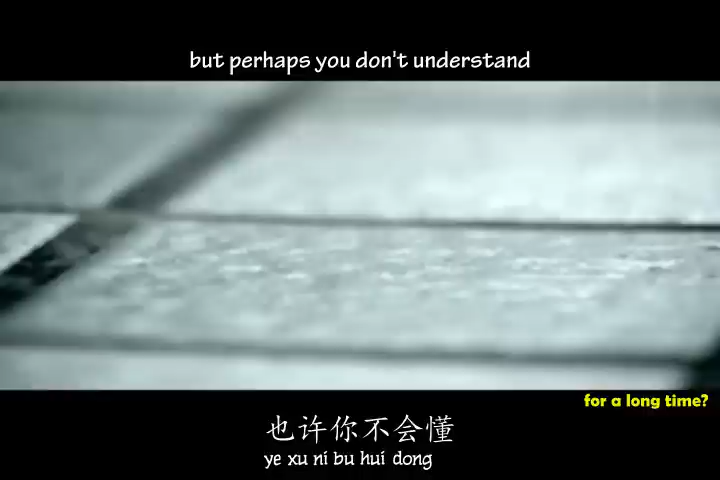 but perhaps you don't understand
for a long time?
也许你不会懂
ye xu ni bu hui dong